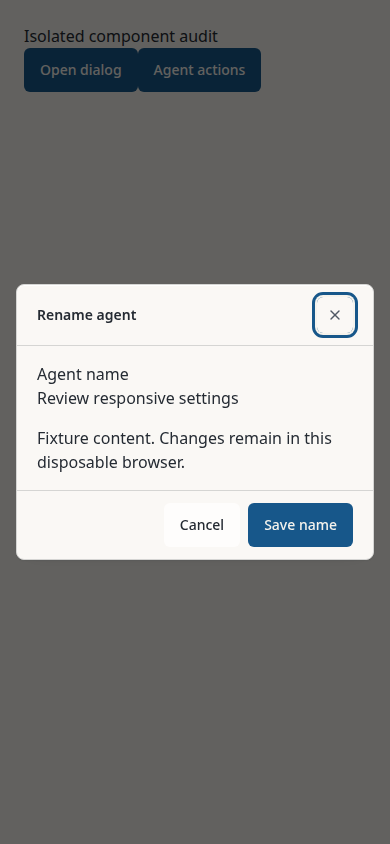 Isolated component audit
Open dialog
Agent actions
Rename agent
Agent name
Review responsive settings
Fixture content. Changes remain in this
disposable browser.
Cancel
Save name